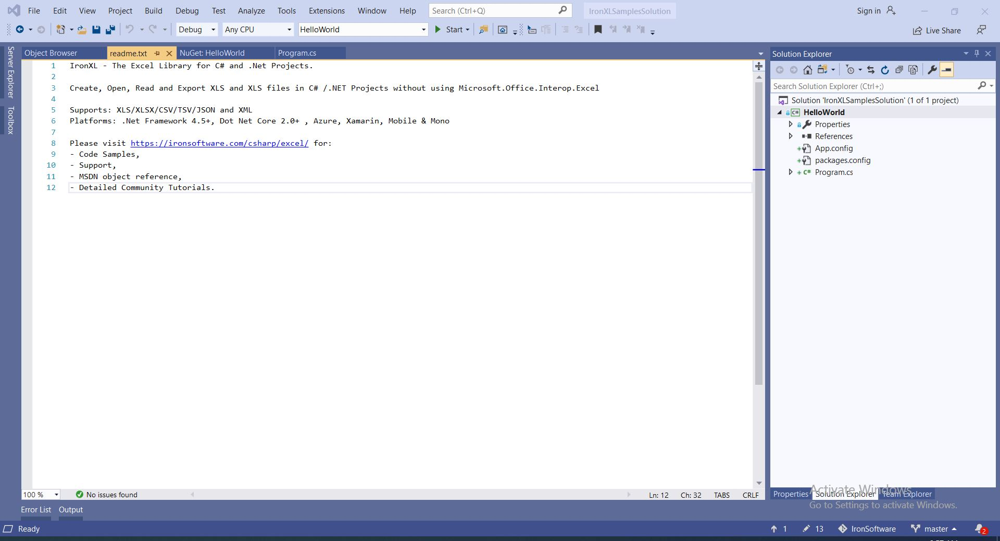 File Edit View Project Build Debug Test Analyze Tools Extensions Window Help Search (Ctrl+Q) IronXLSamplesSolution Sign in
Debug Any CPU HelloWorld Start Live Share
Server Explorer
Toolbox
Object Browser readme.txt NuGet: HelloWorld Program.cs
1 IronXL - The Excel Library for C# and .Net Projects.
2
3 Create, Open, Read and Export XLS and XLS files in C# /.NET Projects without using Microsoft.Office.Interop.Excel
4
5 Supports: XLS/XLSX/CSV/TSV/JSON and XML
6 Platforms: .Net Framework 4.5+, Dot Net Core 2.0+ , Azure, Xamarin, Mobile & Mono
7
8 Please visit https://ironsoftware.com/csharp/excel/ for:
9 - Code Samples,
10 - Support,
11 - MSDN object reference,
12 - Detailed Community Tutorials.
100 % No issues found Ln: 12 Ch: 32 TABS CRLF
Solution Explorer
Search Solution Explorer (Ctrl+;)
Solution 'IronXLSamplesSolution' (1 of 1 project)
C# HelloWorld
Properties
References
App.config
packages.config
C# Program.cs
Properties Solution Explorer Team Explorer
Activate Windows
Go to Settings to activate Windows.
Error List Output
Ready 1 13 IronSoftware master 2